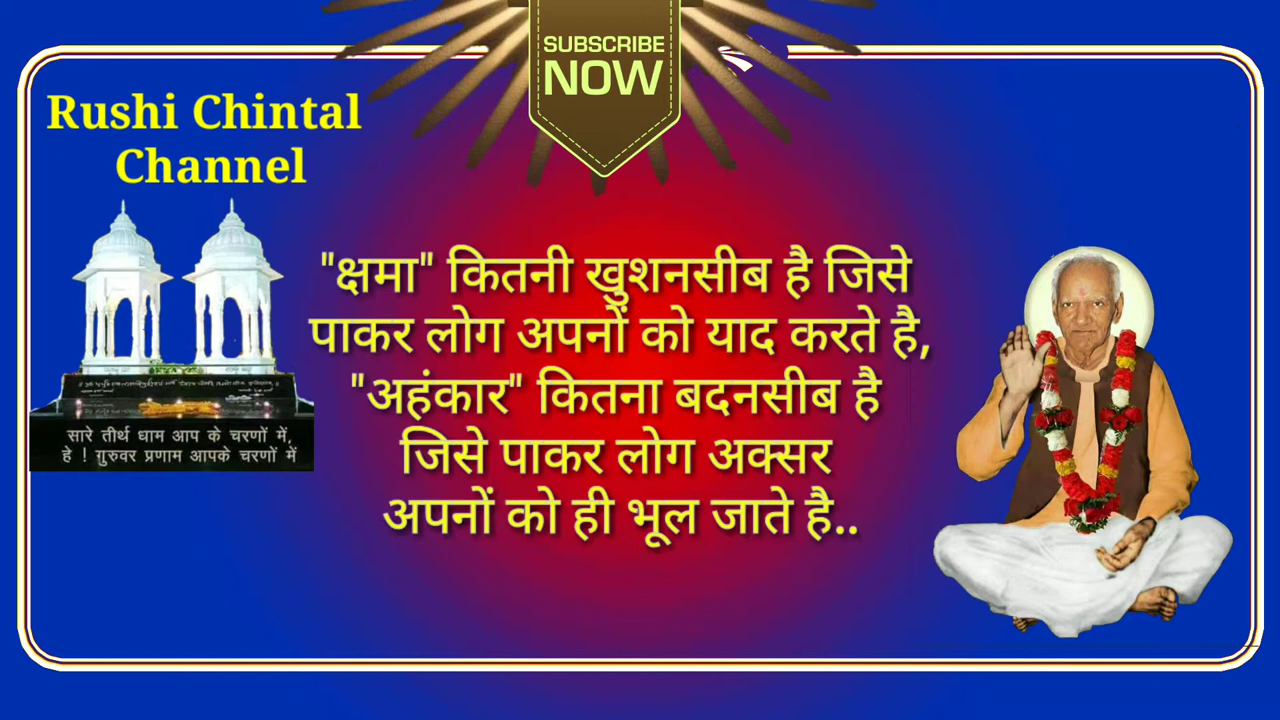 SUBSCRIBE
NOW
Rushi Chintal
Channel
"क्षमा" कितनी खुशनसीब है जिसे
पाकर लोग अपनों को याद करते है,
"अहंकार" कितना बदनसीब है
जिसे पाकर लोग अक्सर
अपनों को ही भूल जाते है..
सारे तीर्थ धाम आप के चरणों में,
हे ! गुरुवर प्रणाम आपके चरणों में